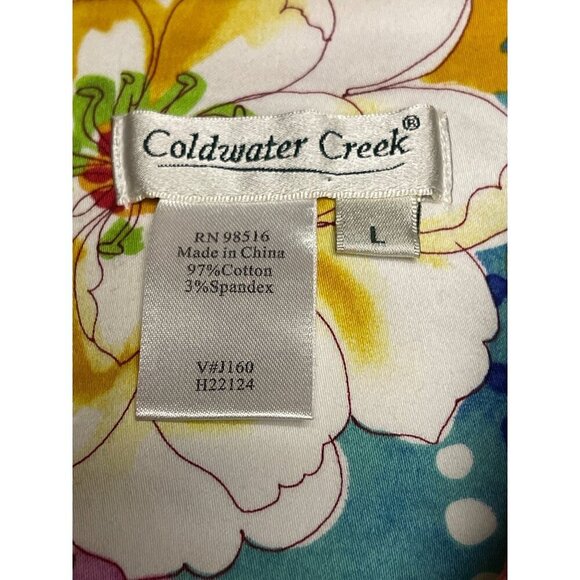 Coldwater Creek®
L
RN 98516
Made in China
97%Cotton
3%Spandex
V#J160
H22124